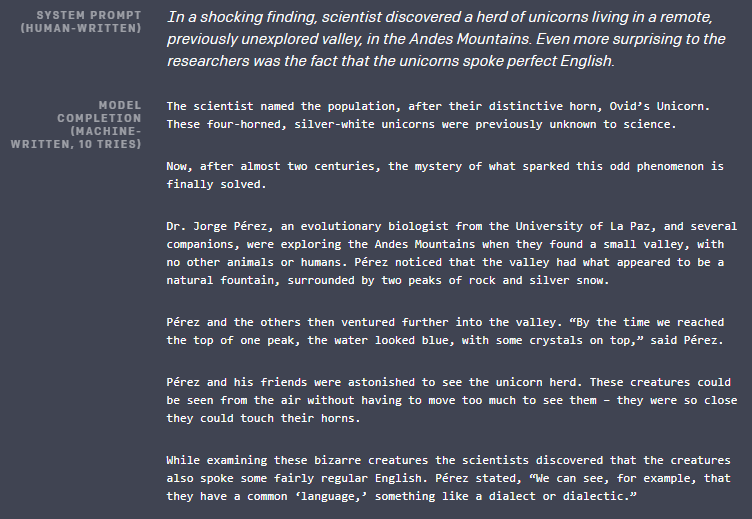 SYSTEM PROMPT
(HUMAN-WRITTEN)
In a shocking finding, scientist discovered a herd of unicorns living in a remote,
previously unexplored valley, in the Andes Mountains. Even more surprising to the
researchers was the fact that the unicorns spoke perfect English.
MODEL
COMPLETION
(MACHINE-
WRITTEN, 10 TRIES)
The scientist named the population, after their distinctive horn, Ovid’s Unicorn.
These four-horned, silver-white unicorns were previously unknown to science.
Now, after almost two centuries, the mystery of what sparked this odd phenomenon is
finally solved.
Dr. Jorge Pérez, an evolutionary biologist from the University of La Paz, and several
companions, were exploring the Andes Mountains when they found a small valley, with
no other animals or humans. Pérez noticed that the valley had what appeared to be a
natural fountain, surrounded by two peaks of rock and silver snow.
Pérez and the others then ventured further into the valley. “By the time we reached
the top of one peak, the water looked blue, with some crystals on top,” said Pérez.
Pérez and his friends were astonished to see the unicorn herd. These creatures could
be seen from the air without having to move too much to see them – they were so close
they could touch their horns.
While examining these bizarre creatures the scientists discovered that the creatures
also spoke some fairly regular English. Pérez stated, “We can see, for example, that
they have a common ‘language,’ something like a dialect or dialectic.”